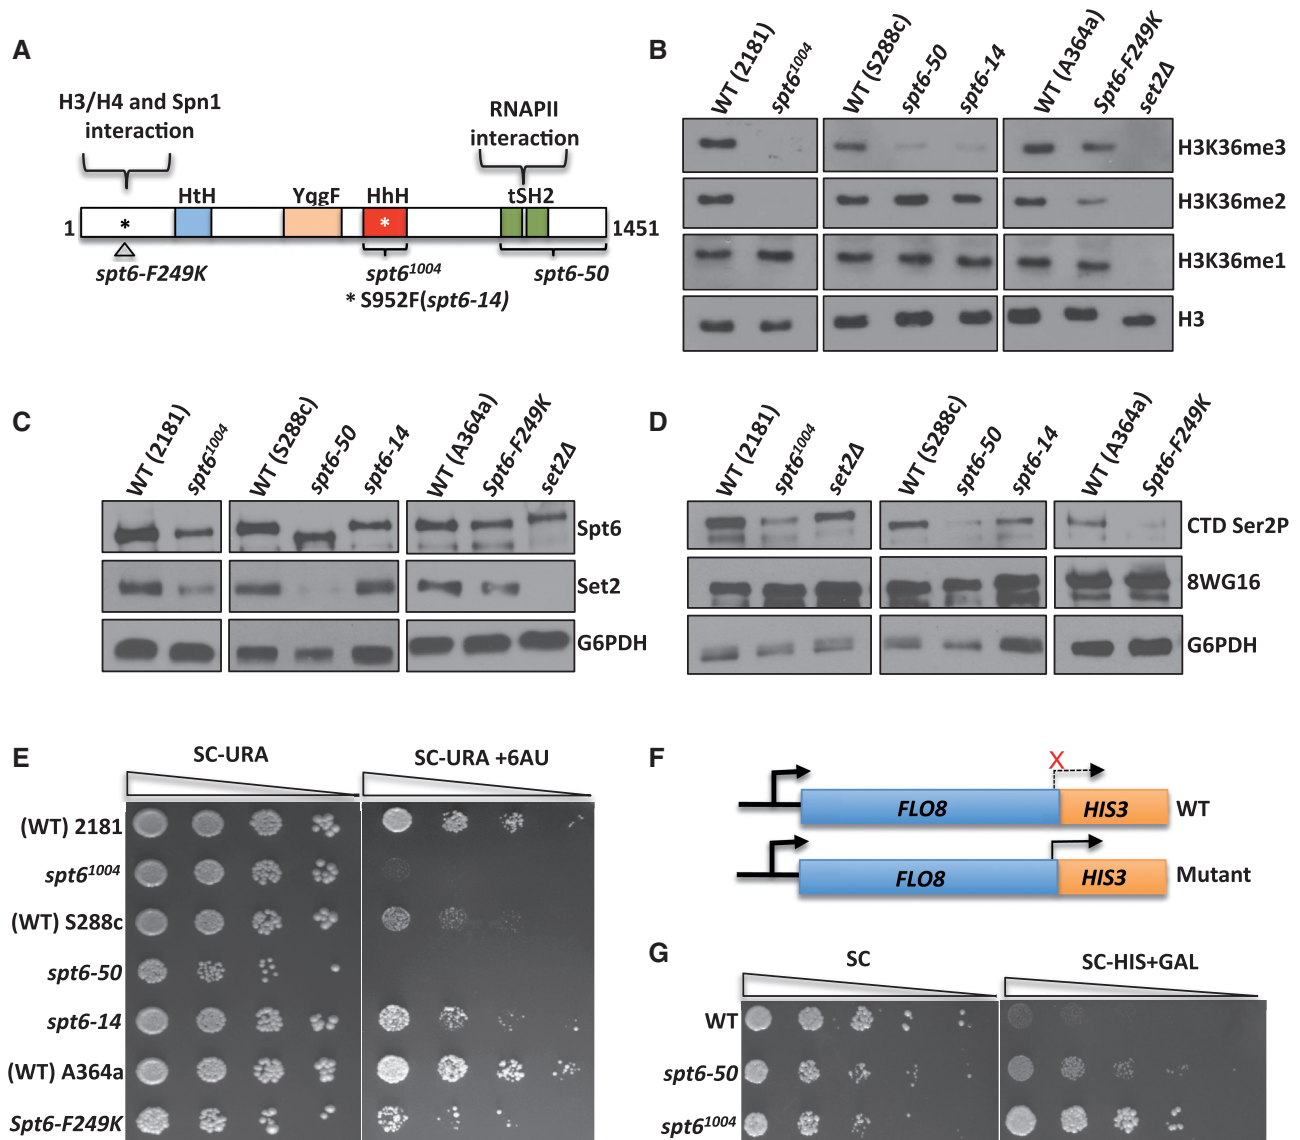 A
H3/H4 and Spn1
interaction
RNAPII
interaction
HtH
YqgF
HhH
tSH2
1
*
*
1451
spt6-F249K
spt6¹⁰⁰⁴
spt6-50
* S952F(spt6-14)
B
WT (2181)
spt6¹⁰⁰⁴
WT (S288c)
spt6-50
spt6-14
WT (A364a)
Spt6-F249K
set2Δ
H3K36me3
H3K36me2
H3K36me1
H3
C
WT (2181)
spt6¹⁰⁰⁴
WT (S288c)
spt6-50
spt6-14
WT (A364a)
Spt6-F249K
set2Δ
Spt6
Set2
G6PDH
D
WT (2181)
spt6¹⁰⁰⁴
set2Δ
WT (S288c)
spt6-50
spt6-14
WT (A364a)
Spt6-F249K
CTD Ser2P
8WG16
G6PDH
E
SC-URA
SC-URA +6AU
(WT) 2181
spt6¹⁰⁰⁴
(WT) S288c
spt6-50
spt6-14
(WT) A364a
Spt6-F249K
F
X
FLO8
HIS3
WT
FLO8
HIS3
Mutant
G
SC
SC-HIS+GAL
WT
spt6-50
spt6¹⁰⁰⁴